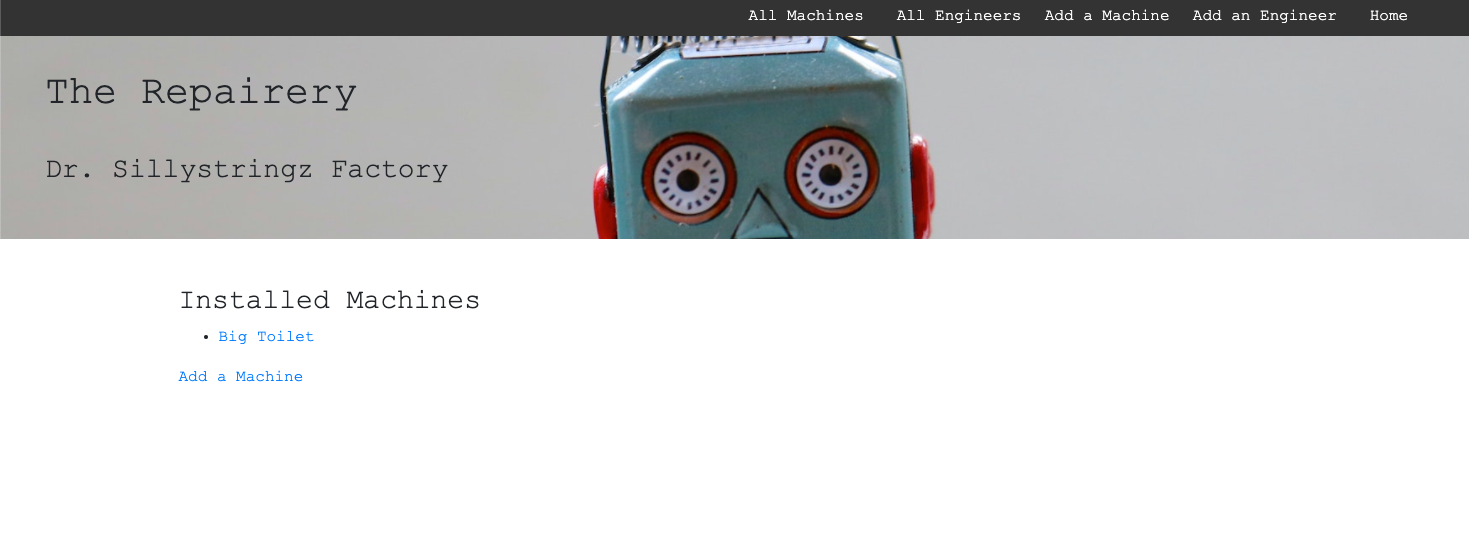 All Machines All Engineers Add a Machine Add an Engineer Home
The Repairery
Dr. Sillystringz Factory
Installed Machines
Big Toilet
Add a Machine